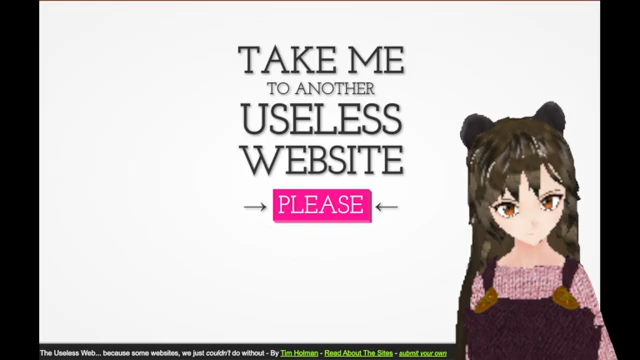 TAKE ME
TO ANOTHER
USELESS
WEBSITE
→ PLEASE ←
The Useless Web... because some websites, we just couldn't do without - By Tim Holman - Read About The Sites - submit your own